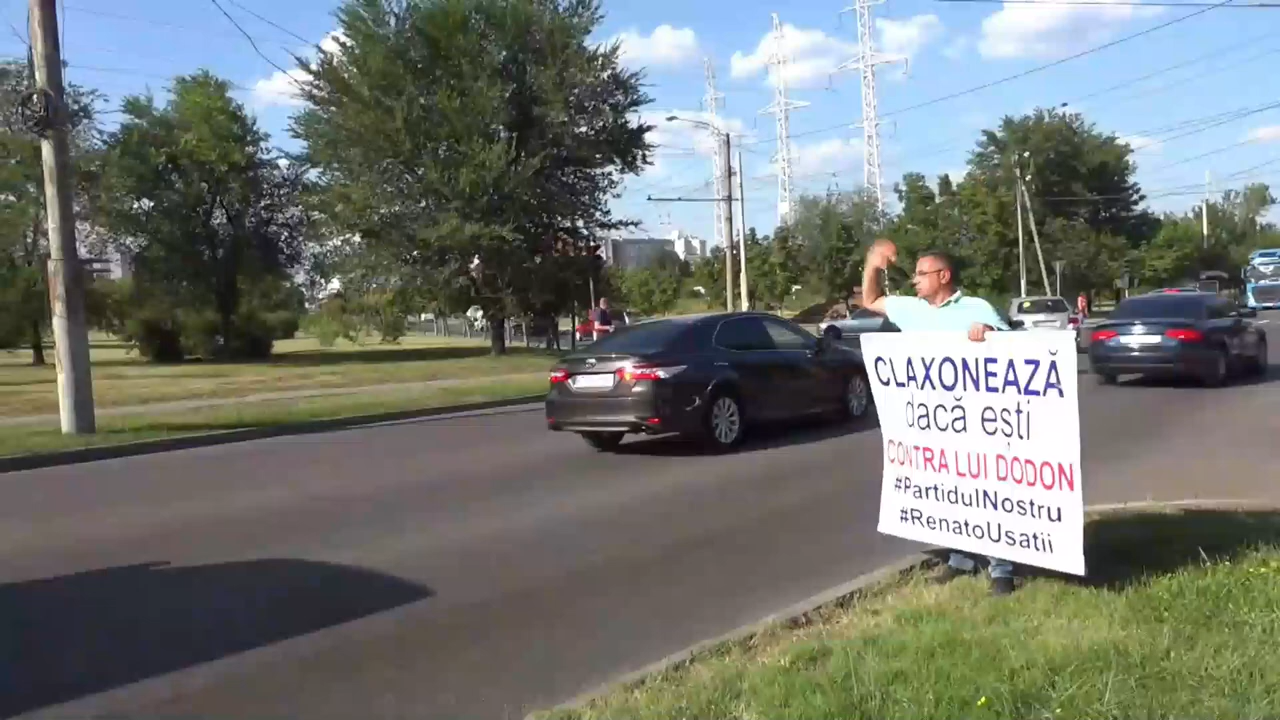 CLAXONEAZĂ
dacă ești
CONTRA LUI DODON
#PartidulNostru
#RenatoUsatii